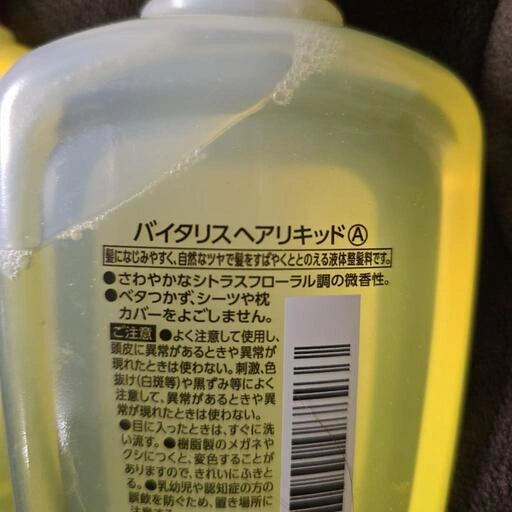 バイタリスヘアリキッドⒶ
髪になじみやすく、自然なツヤで髪をすばやくととのえる液体整髪料です。
●さわやかなシトラスフローラル調の微香性。
●ベタつかず、シーツや枕
カバーをよごしません。
ご注意 ●よく注意して使用し、
頭皮に異常があるときや異常が
現れたときは使わない。刺激、色
抜け(白斑等)や黒ずみ等によく
注意して、異常があるときや異
常が現れたときは使わない。
●目に入ったときは、すぐに洗
い流す。●樹脂製のメガネや
クシにつくと、変色することが
ありますので、きれいにふきと
る。●乳幼児や認知症の方の
誤飲を防ぐため、置き場所に
注意する